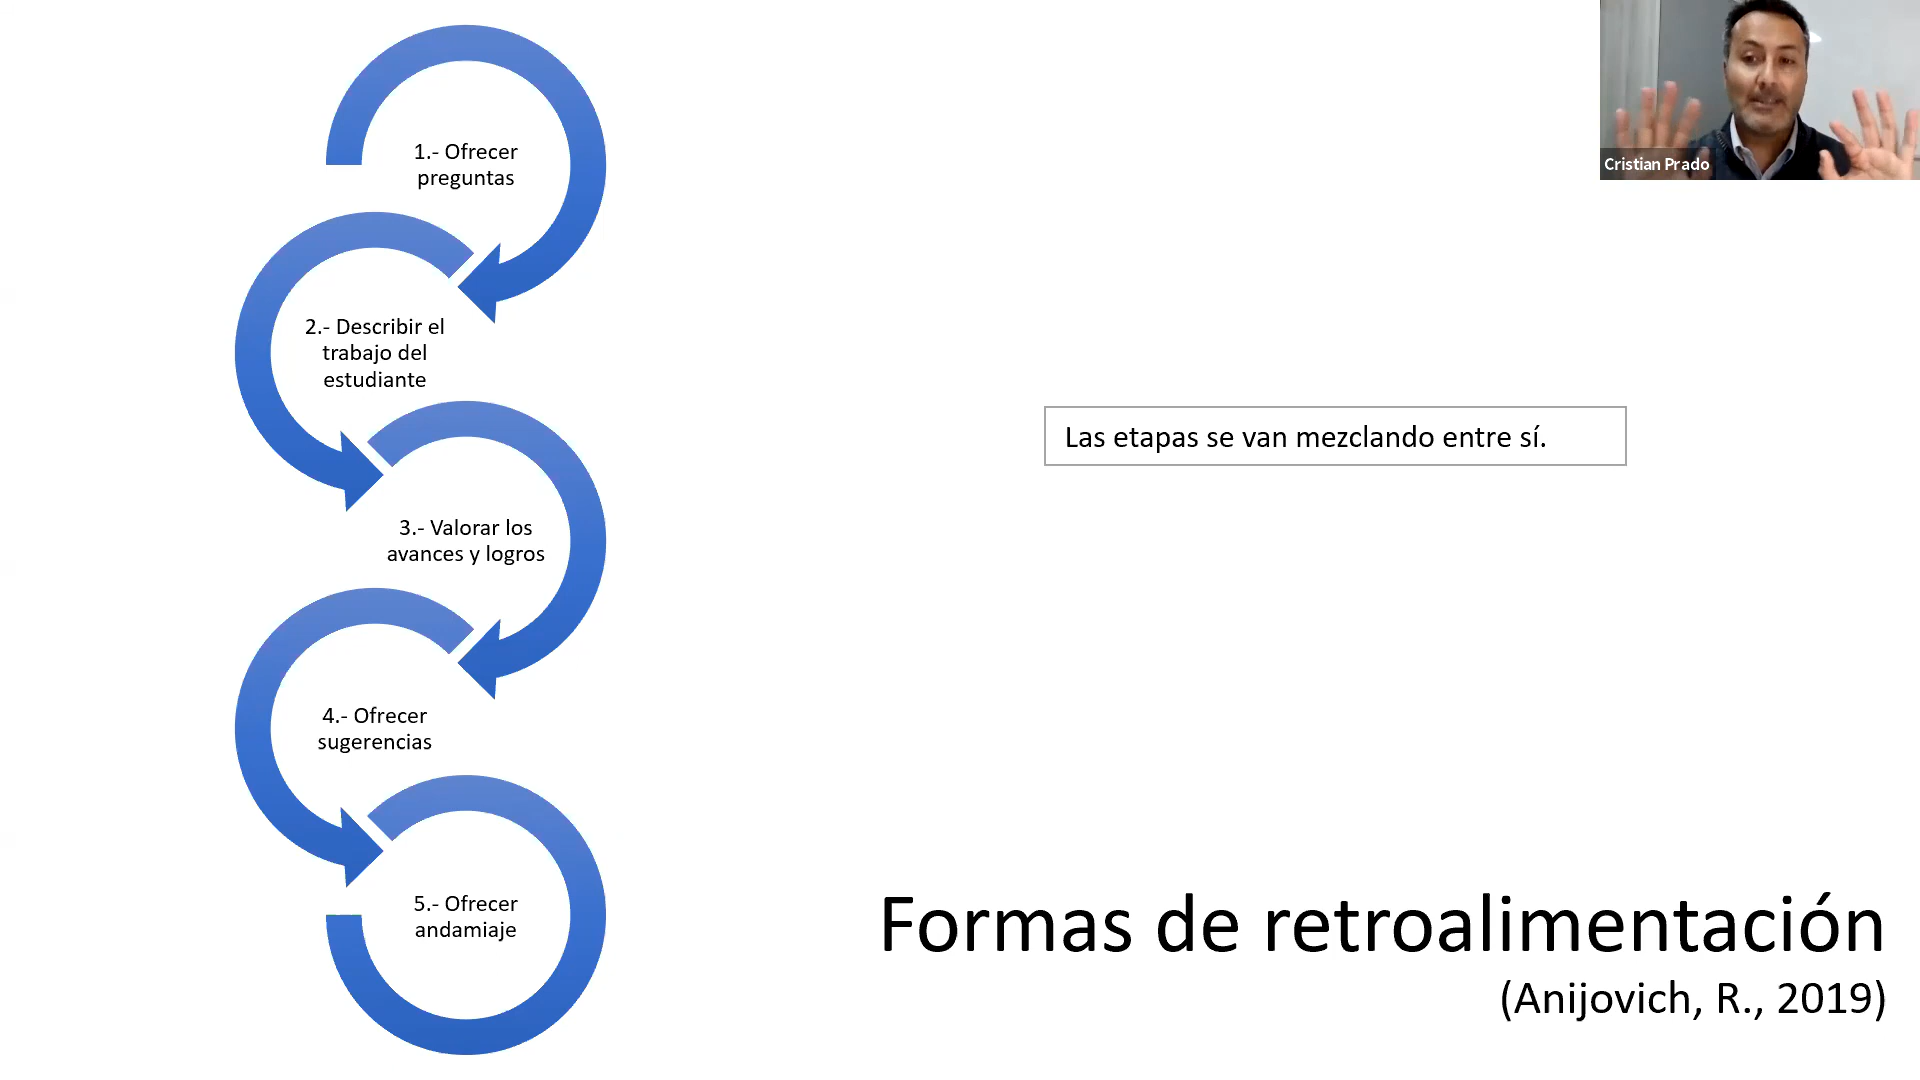 1.- Ofrecer
preguntas
2.- Describir el
trabajo del
estudiante
3.- Valorar los
avances y logros
4.- Ofrecer
sugerencias
5.- Ofrecer
andamiaje
Cristian Prado
Las etapas se van mezclando entre sí.
Formas de retroalimentación
(Anijovich, R., 2019)